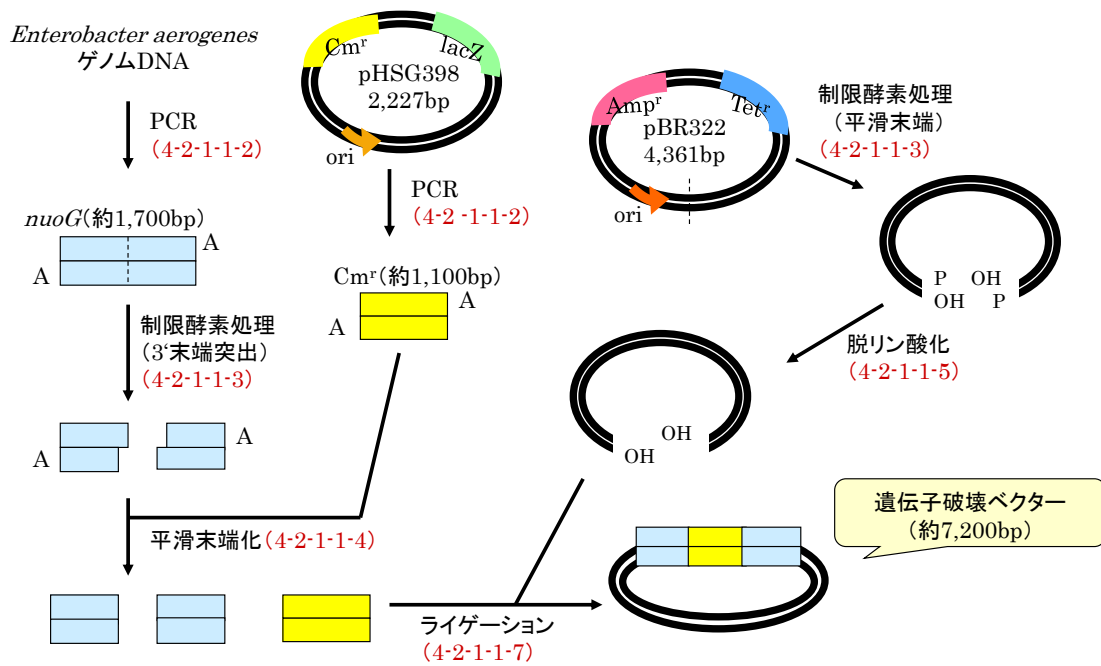 Enterobacter aerogenes
ゲノムDNA
PCR
(4-2-1-1-2)
nuoG(約1,700bp)
A
A
制限酵素処理
(3‘末端突出)
(4-2-1-1-3)
A
A
平滑末端化(4-2-1-1-4)
Cmʳ
lacZ
pHSG398
2,227bp
ori
PCR
(4-2 -1-1-2)
Cmʳ(約1,100bp)
A
A
Ampʳ
Tetʳ
pBR322
4,361bp
ori
制限酵素処理
(平滑末端)
(4-2-1-1-3)
P OH
OH P
脱リン酸化
(4-2-1-1-5)
OH
OH
ライゲーション
(4-2-1-1-7)
遺伝子破壊ベクター
(約7,200bp)